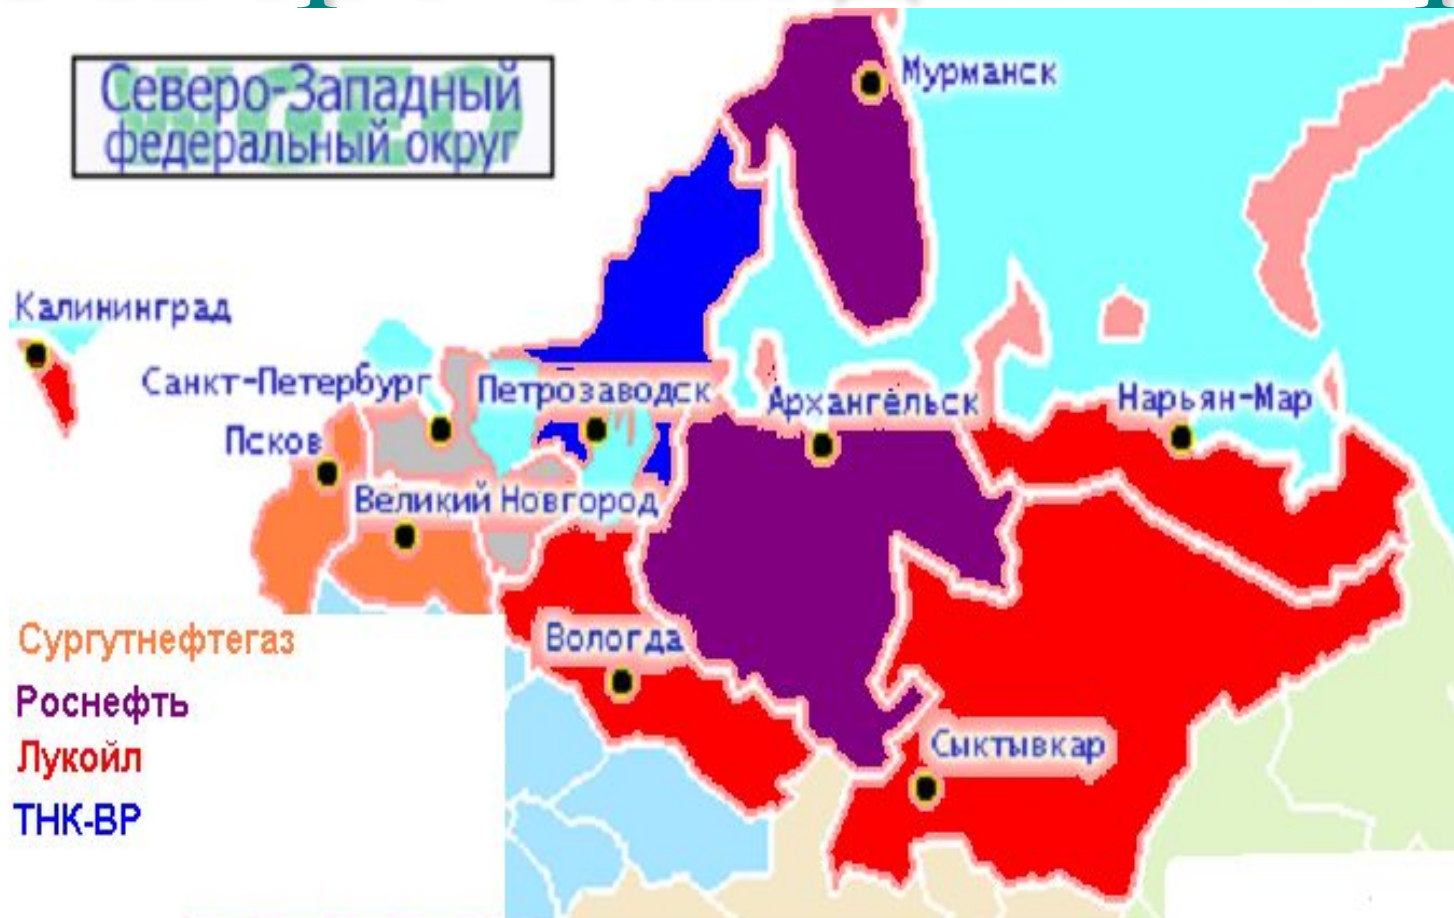 Северо-Западный
федеральный округ
Мурманск
Калининград
Санкт-Петербург
Петрозаводск
Архангельск
Нарьян-Мар
Псков
Великий Новгород
Вологда
Сыктывкар
Сургутнефтегаз
Роснефть
Лукойл
ТНК-ВР